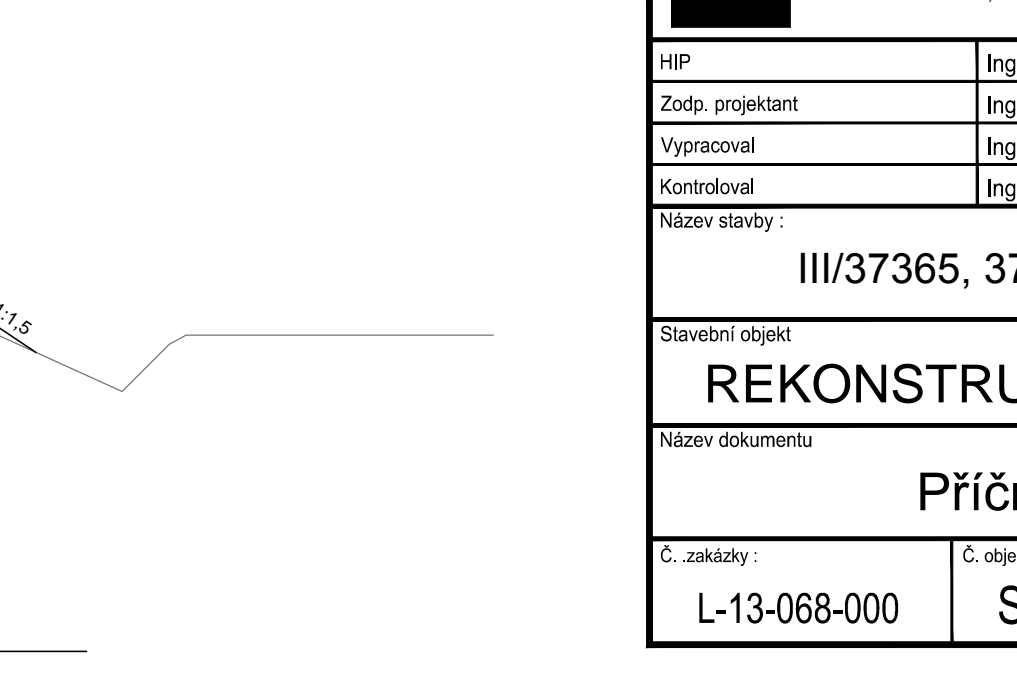 HIP Ing
Zodp. projektant Ing
Vypracoval Ing
Kontroloval Ing
Název stavby :
III/37365, 37
1:1,5
Stavební objekt
REKONSTRU
Název dokumentu
Příčn
Č. .zakázky : Č. obje
L-13-068-000 S